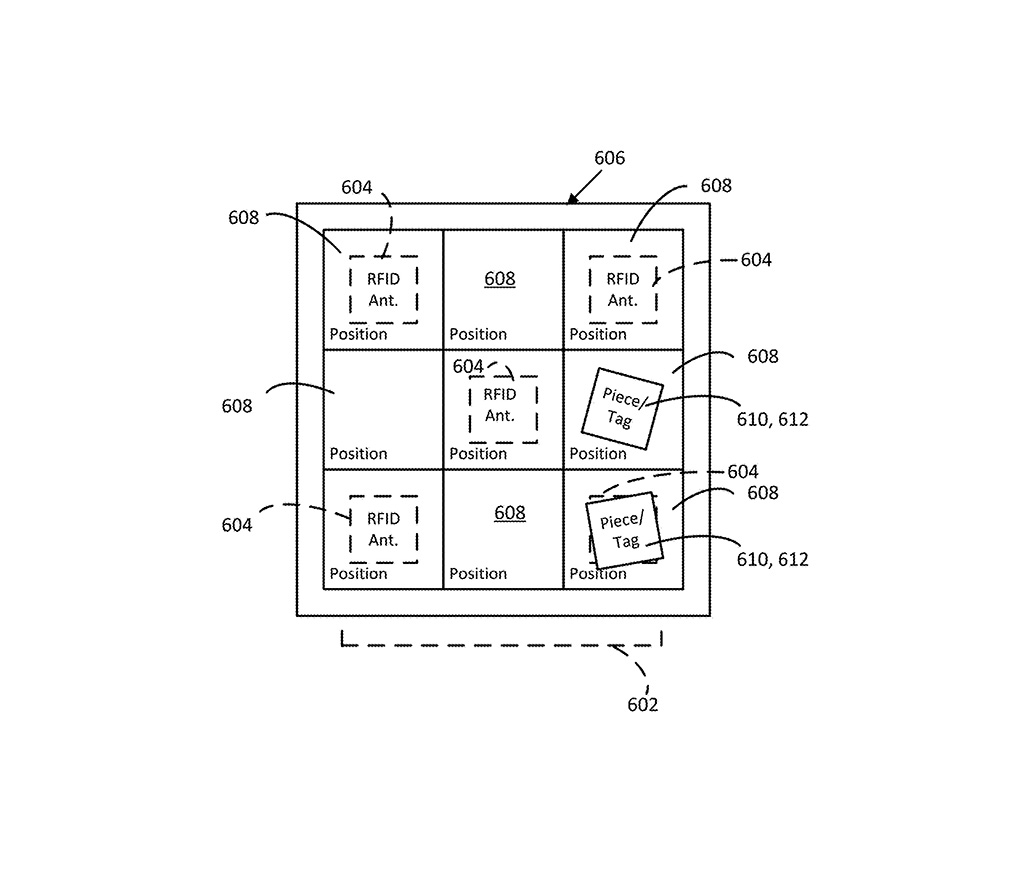 606
604
608
608
RFID
Ant.
608
RFID
Ant.
604
Position
Position
Position
604
608
608
RFID
Ant.
Piece/
Tag
610, 612
Position
Position
Position
604
608
604
RFID
Ant.
608
Piece/
Tag
610, 612
Position
Position
Position
602